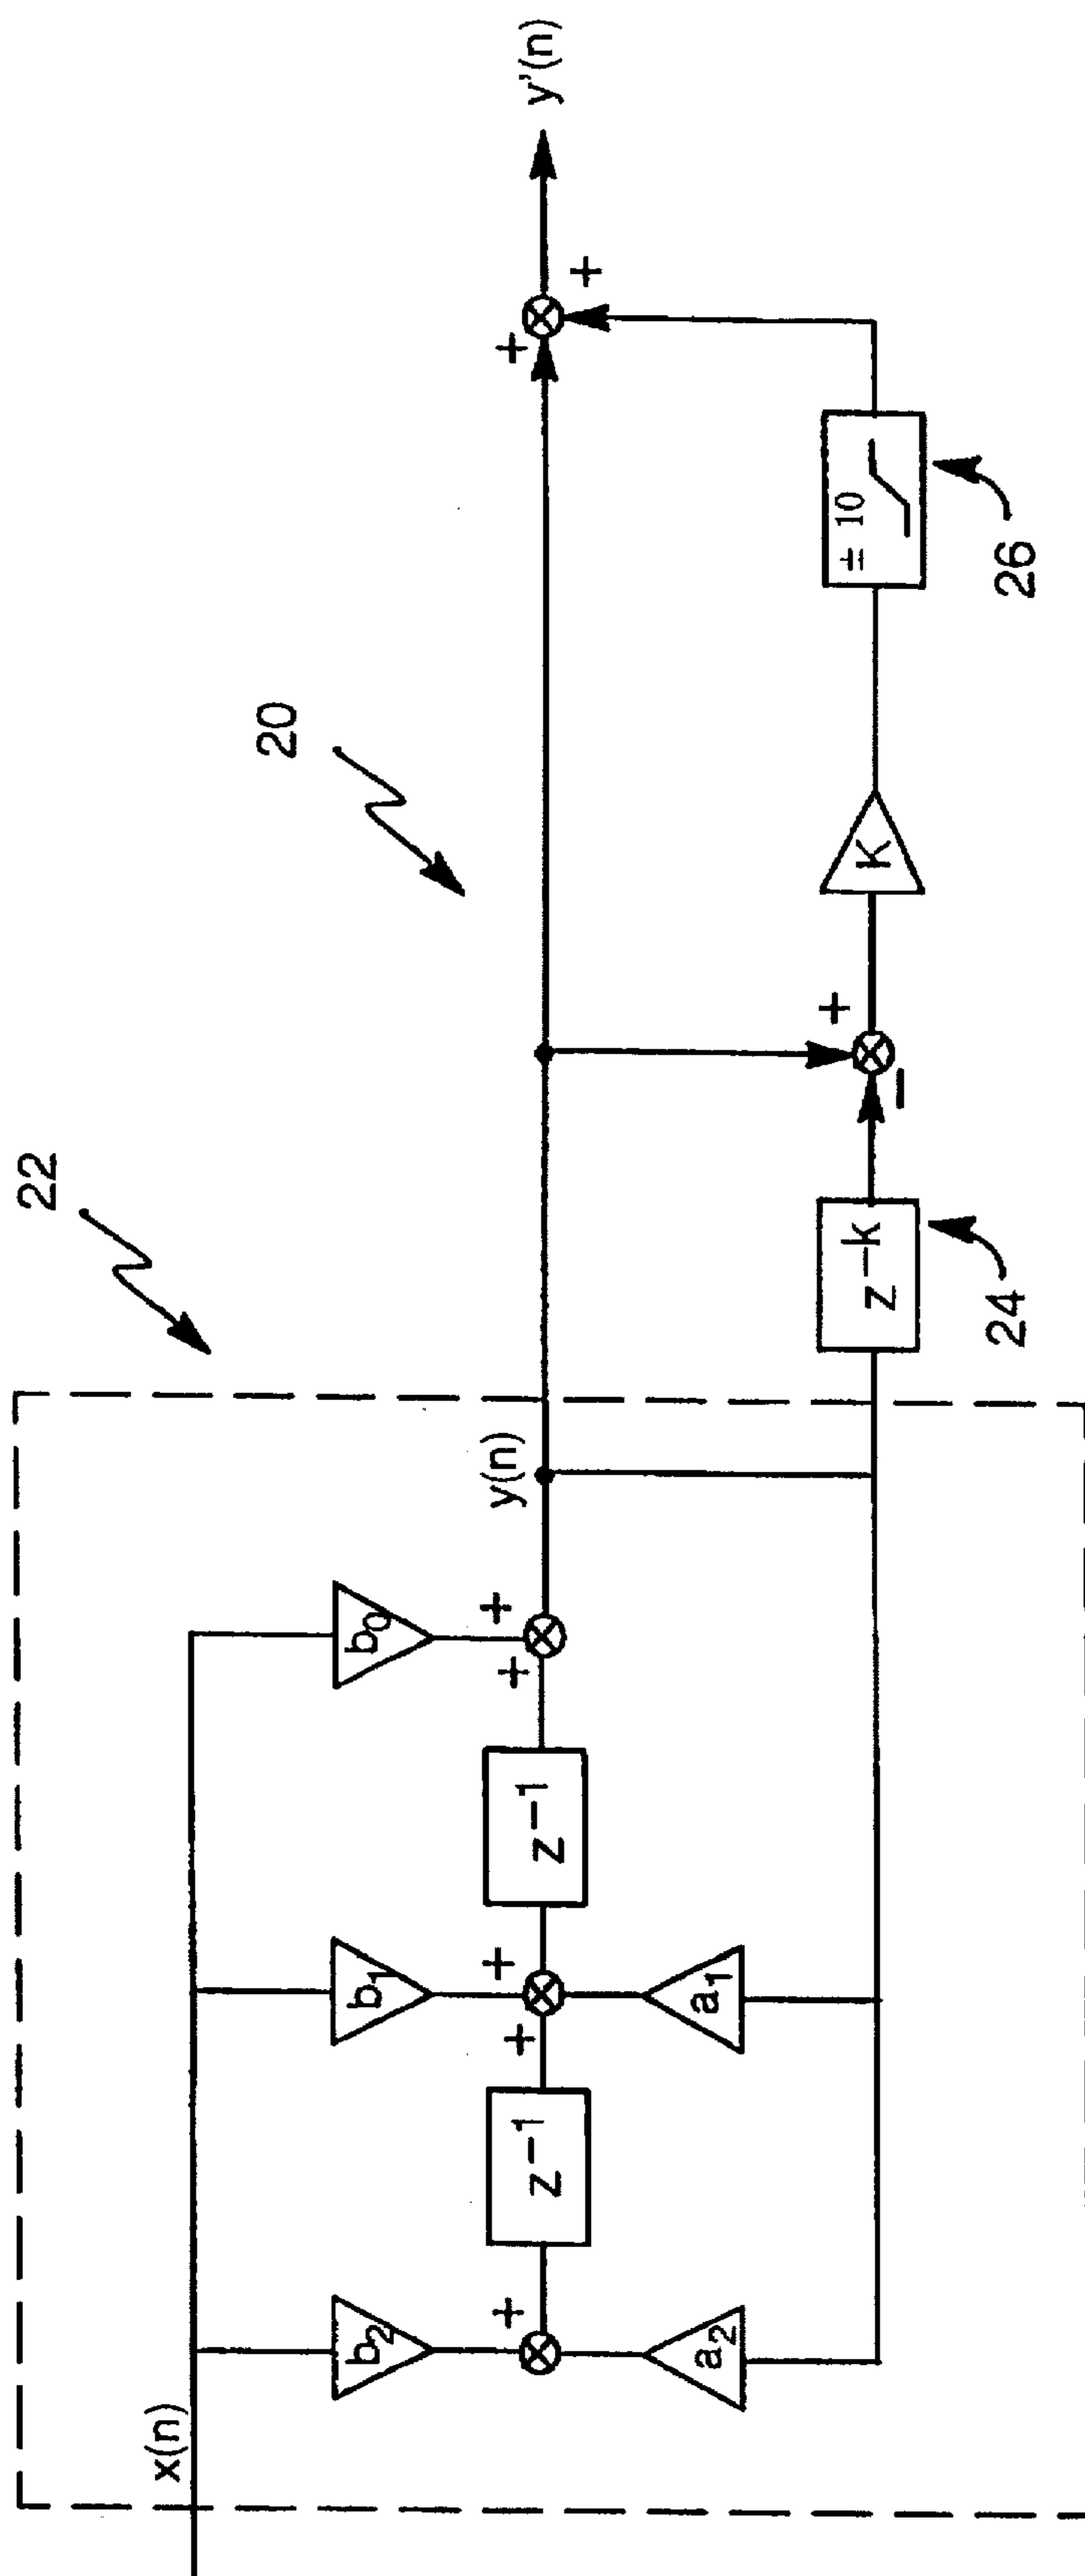 22
20
x(n)
b2
b1
b0
y(n)
y'(n)
+
+
+
+
+
+
+
z−1
z−1
a2
a1
z−k
24
+
−
K
± 10
26